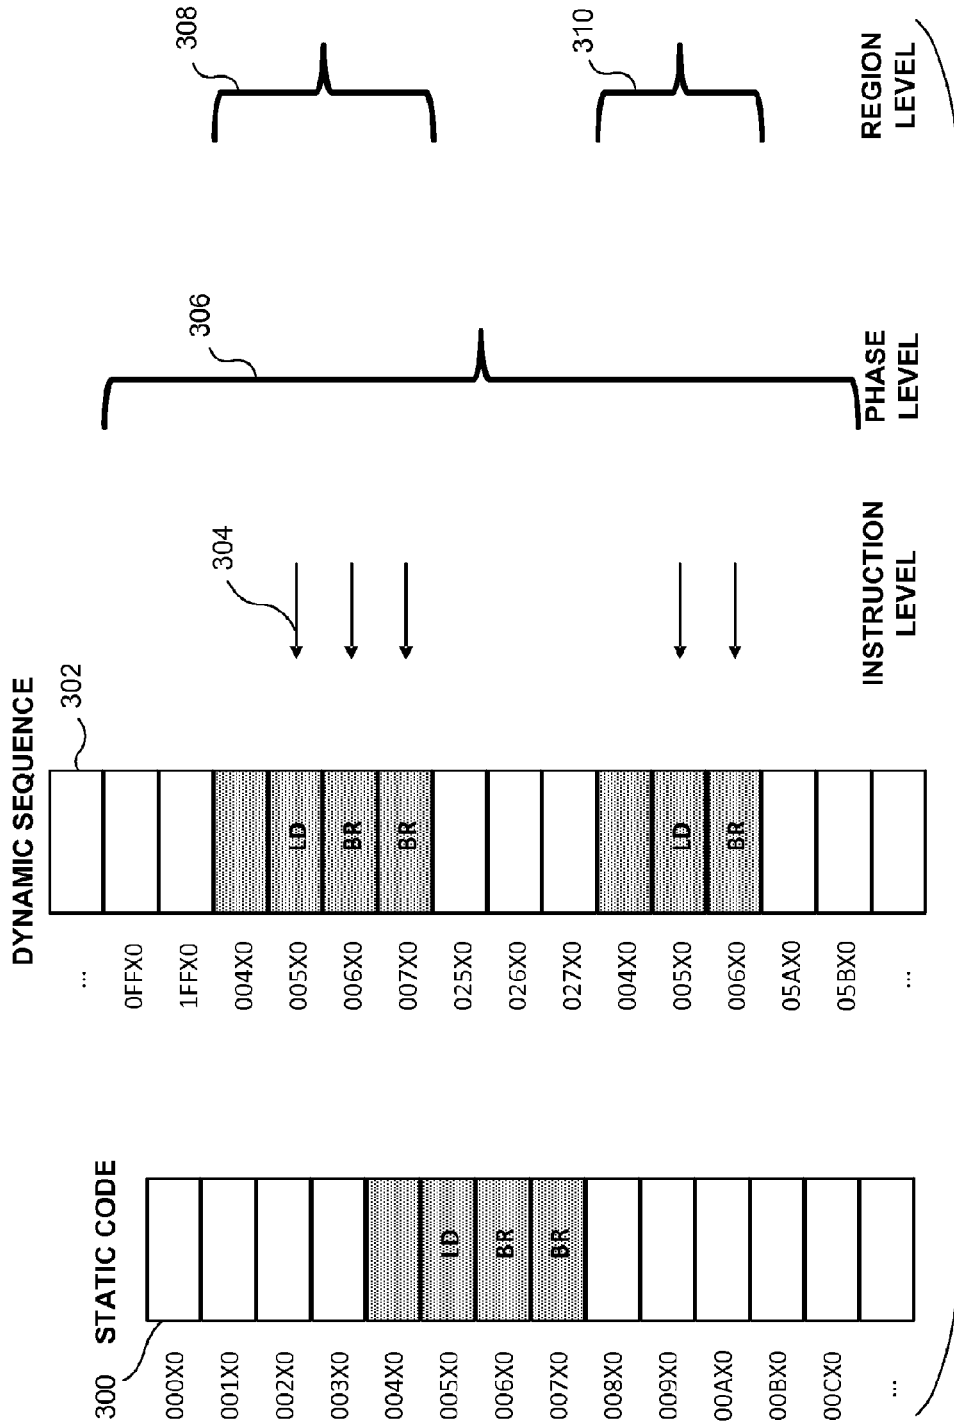 300
STATIC CODE
000X0
001X0
002X0
003X0
004X0
005X0
LD
006X0
BR
007X0
BR
008X0
009X0
00AX0
00BX0
00CX0
...
DYNAMIC SEQUENCE
302
...
0FFX0
1FFX0
004X0
005X0
LD
006X0
BR
007X0
BR
025X0
026X0
027X0
004X0
005X0
LD
006X0
BR
05AX0
05BX0
...
304
INSTRUCTION
LEVEL
306
PHASE
LEVEL
308
310
REGION
LEVEL